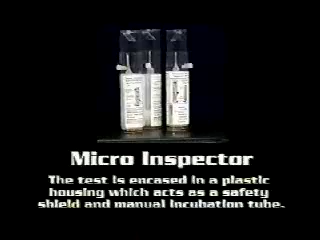 Micro Inspector
The test is encased in a plastic
housing which acts as a safety
shield and manual incubation tube.